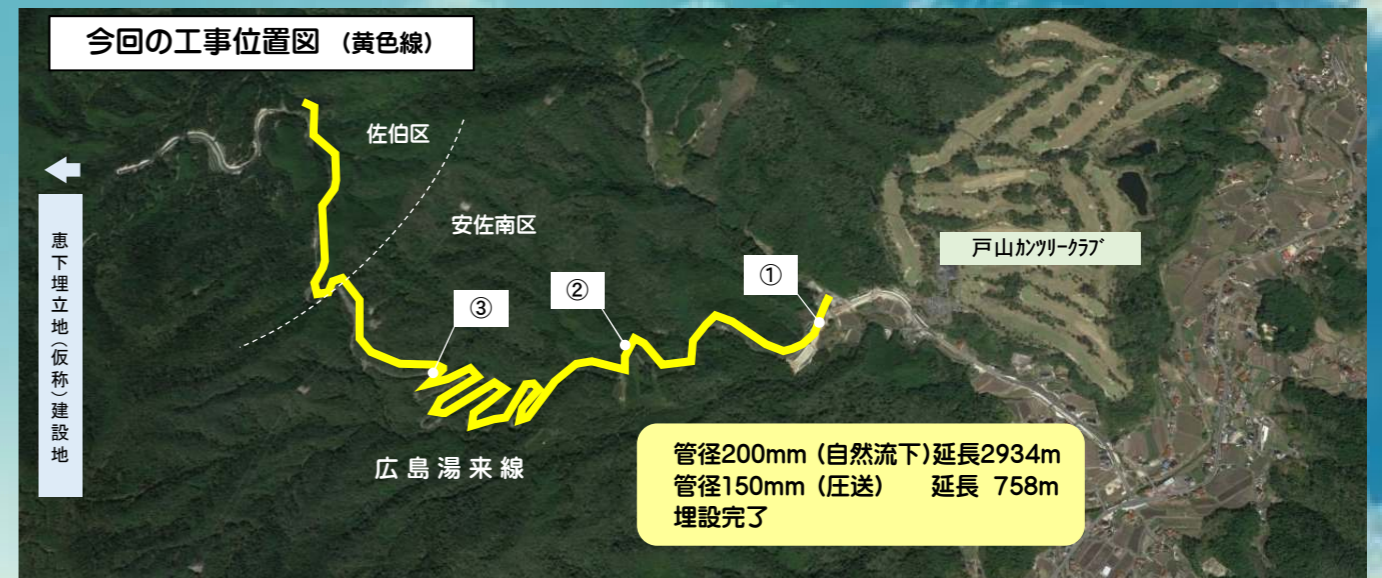 今回の工事位置図 (黄色線)
佐伯区
安佐南区
恵下埋立地(仮称)建設地
戸山カンツリークラブ
①
②
③
広島湯来線
管径200mm (自然流下)延長2934m
管径150mm (圧送) 延長 758m
埋設完了